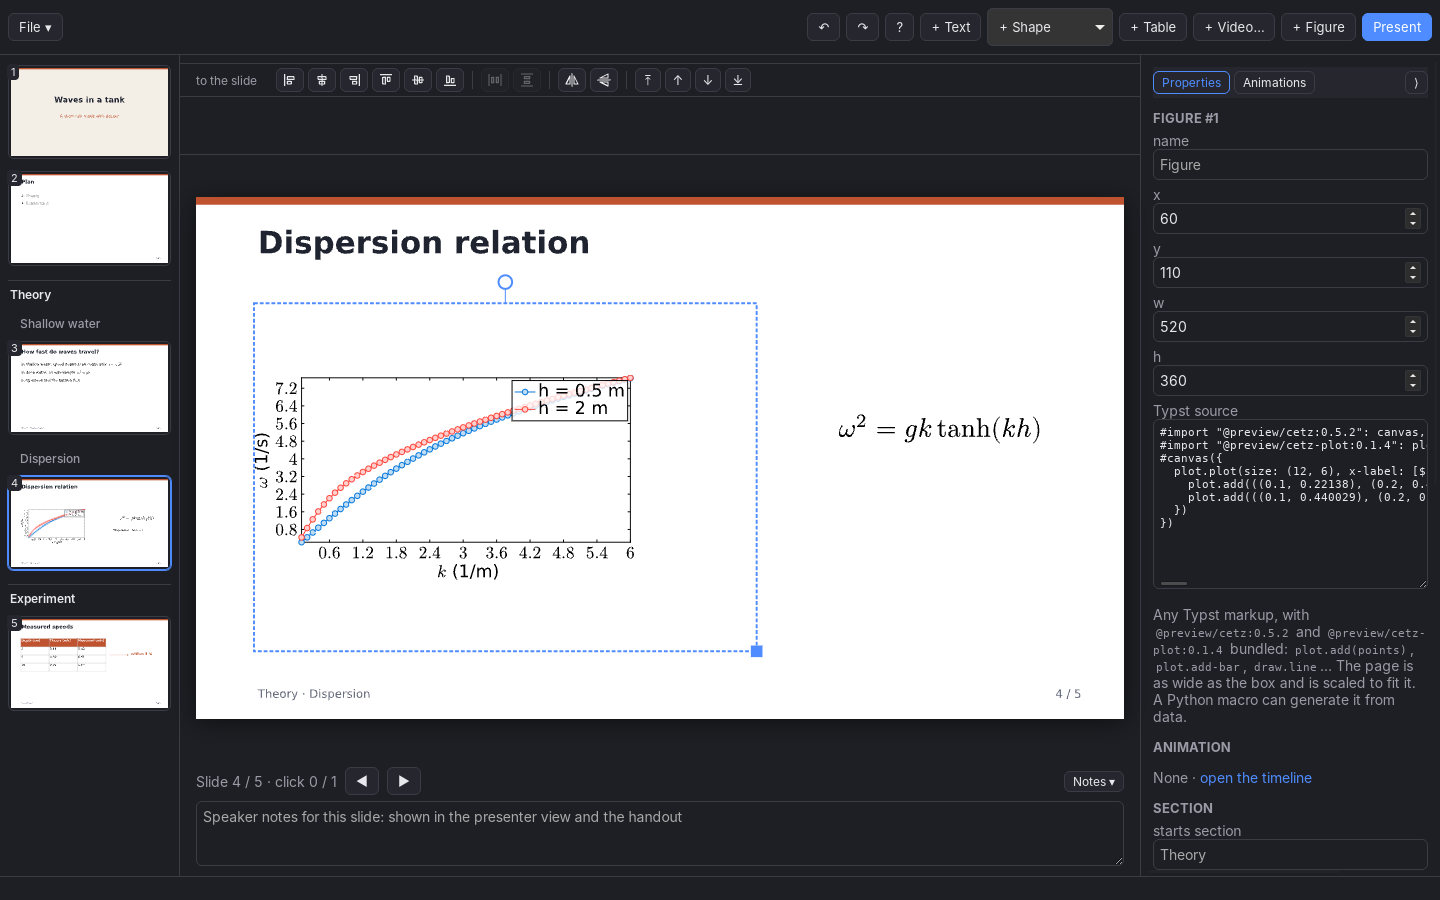 File ▾
↶ ↷ ? + Text + Shape + Table + Video... + Figure Present
1
Waves in a tank
2
Plan
Theory
Shallow water
3
How fast do waves travel?
Dispersion
4
Dispersion relation
Experiment
5
Measured speeds
to the slide
Dispersion relation
h = 0.5 m
h = 2 m
7.2
6.4
5.6
4.8
4
3.2
2.4
1.6
0.8
ω (1/s)
0.6 1.2 1.8 2.4 3 3.6 4.2 4.8 5.4 6
k (1/m)
ω² = gk tanh(kh)
Theory · Dispersion
4 / 5
Slide 4 / 5 · click 0 / 1 ◀ ▶
Notes ▾
Speaker notes for this slide: shown in the presenter view and the handout
Properties Animations ⟩
FIGURE #1
name
Figure
x
60
y
110
w
520
h
360
Typst source
#import "@preview/cetz:0.5.2": canvas,
#import "@preview/cetz-plot:0.1.4": pl
#canvas({
plot.plot(size: (12, 6), x-label: [$
plot.add(((0.1, 0.22138), (0.2, 0.
plot.add(((0.1, 0.440029), (0.2, 0
})
})
Any Typst markup, with
@preview/cetz:0.5.2 and @preview/cetz-
plot:0.1.4 bundled: plot.add(points),
plot.add-bar, draw.line… The page is
as wide as the box and is scaled to fit it.
A Python macro can generate it from
data.
ANIMATION
None · open the timeline
SECTION
starts section
Theory